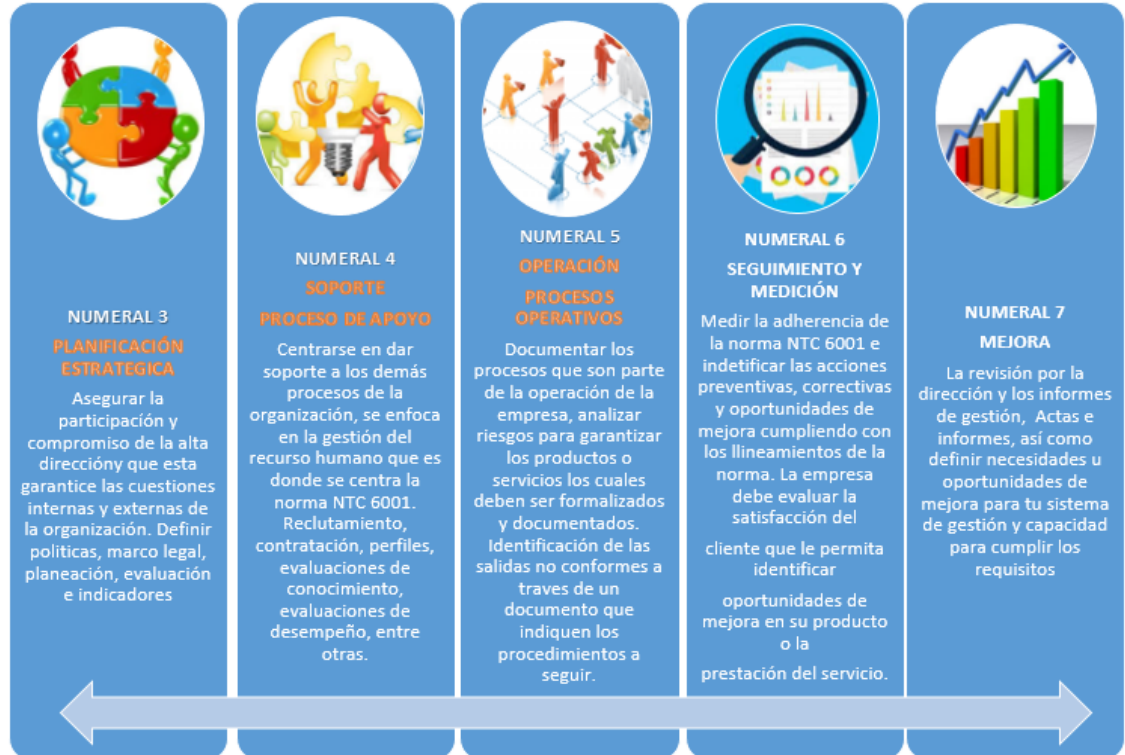 NUMERAL 3
PLANIFICACIÓN
ESTRATEGICA
Asegurar la
participación y
compromiso de la alta
direccióny que esta
garantice las cuestiones
internas y externas de
la organización. Definir
politicas, marco legal,
planeación, evaluación
e indicadores
NUMERAL 4
SOPORTE
PROCESO DE APOYO
Centrarse en dar
soporte a los demás
procesos de la
organización, se enfoca
en la gestión del
recurso humano que es
donde se centra la
norma NTC 6001.
Reclutamiento,
contratación, perfiles,
evaluaciones de
conocimiento,
evaluaciones de
desempeño, entre
otras.
NUMERAL 5
OPERACIÓN
PROCESOS
OPERATIVOS
Documentar los
procesos que son parte
de la operación de la
empresa, analizar
riesgos para garantizar
los productos o
servicios los cuales
deben ser formalizados
y documentados.
Identificación de las
salidas no conformes a
traves de un
documento que
indiquen los
procedimientos a
seguir.
NUMERAL 6
SEGUIMIENTO Y
MEDICIÓN
Medir la adherencia de
la norma NTC 6001 e
indetificar las acciones
preventivas, correctivas
y oportunidades de
mejora cumpliendo con
los llineamientos de la
norma. La empresa
debe evaluar la
satisfacción del
cliente que le permita
identificar
oportunidades de
mejora en su producto
o la
prestación del servicio.
NUMERAL 7
MEJORA
La revisión por la
dirección y los informes
de gestión,  Actas e
informes, así como
definir necesidades u
oportunidades de
mejora para tu sistema
de gestión y capacidad
para cumplir los
requisitos